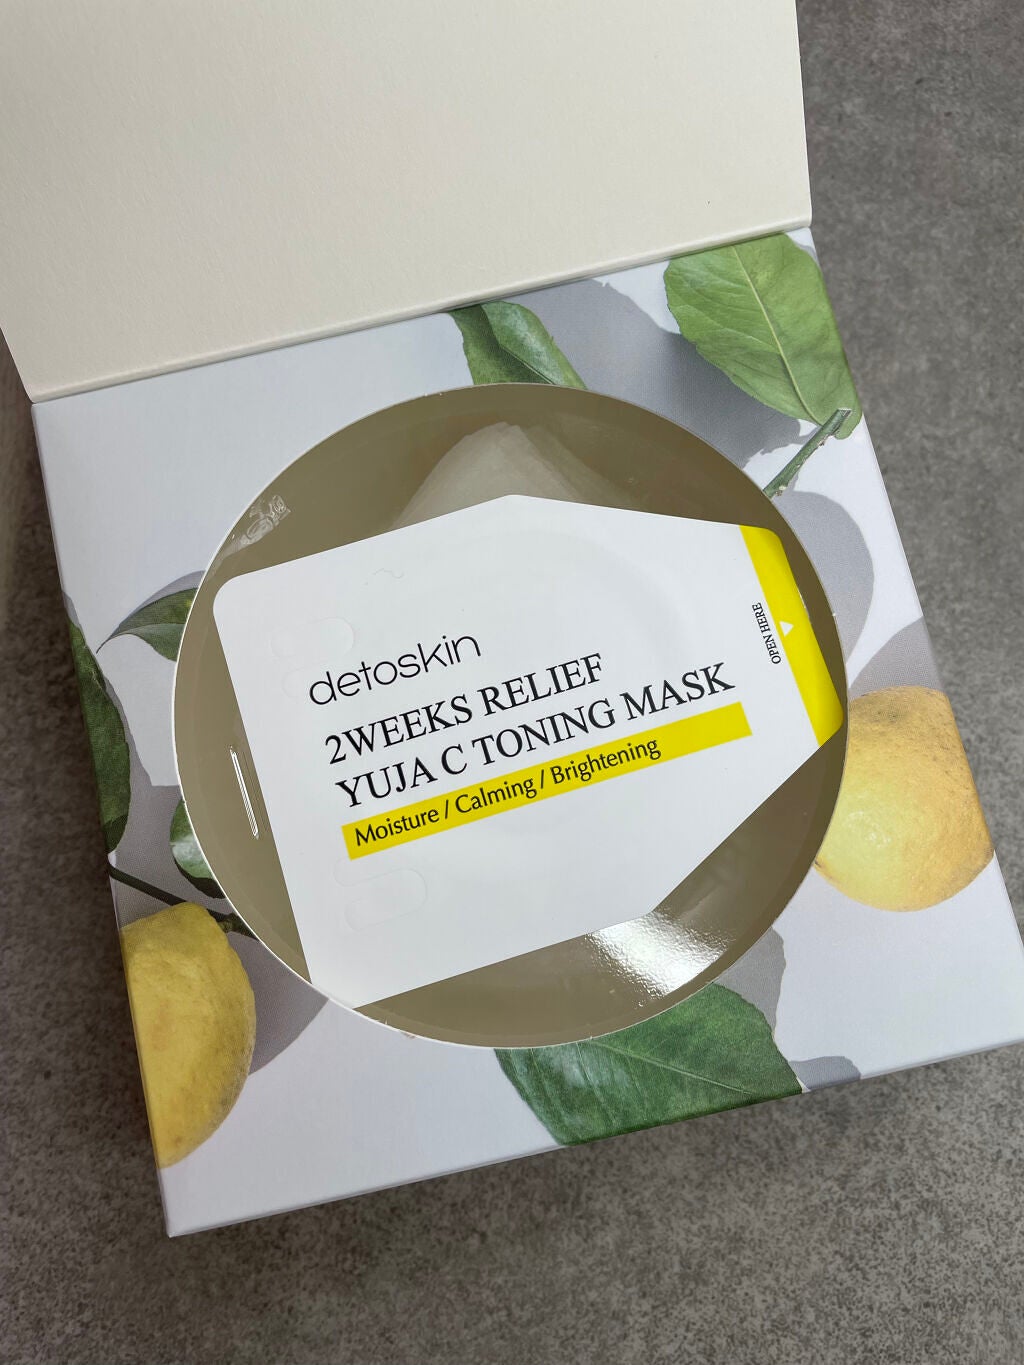 detoskin
2WEEKS RELIEF
YUJA C TONING MASK
Moisture / Calming / Brightening
OPEN HERE